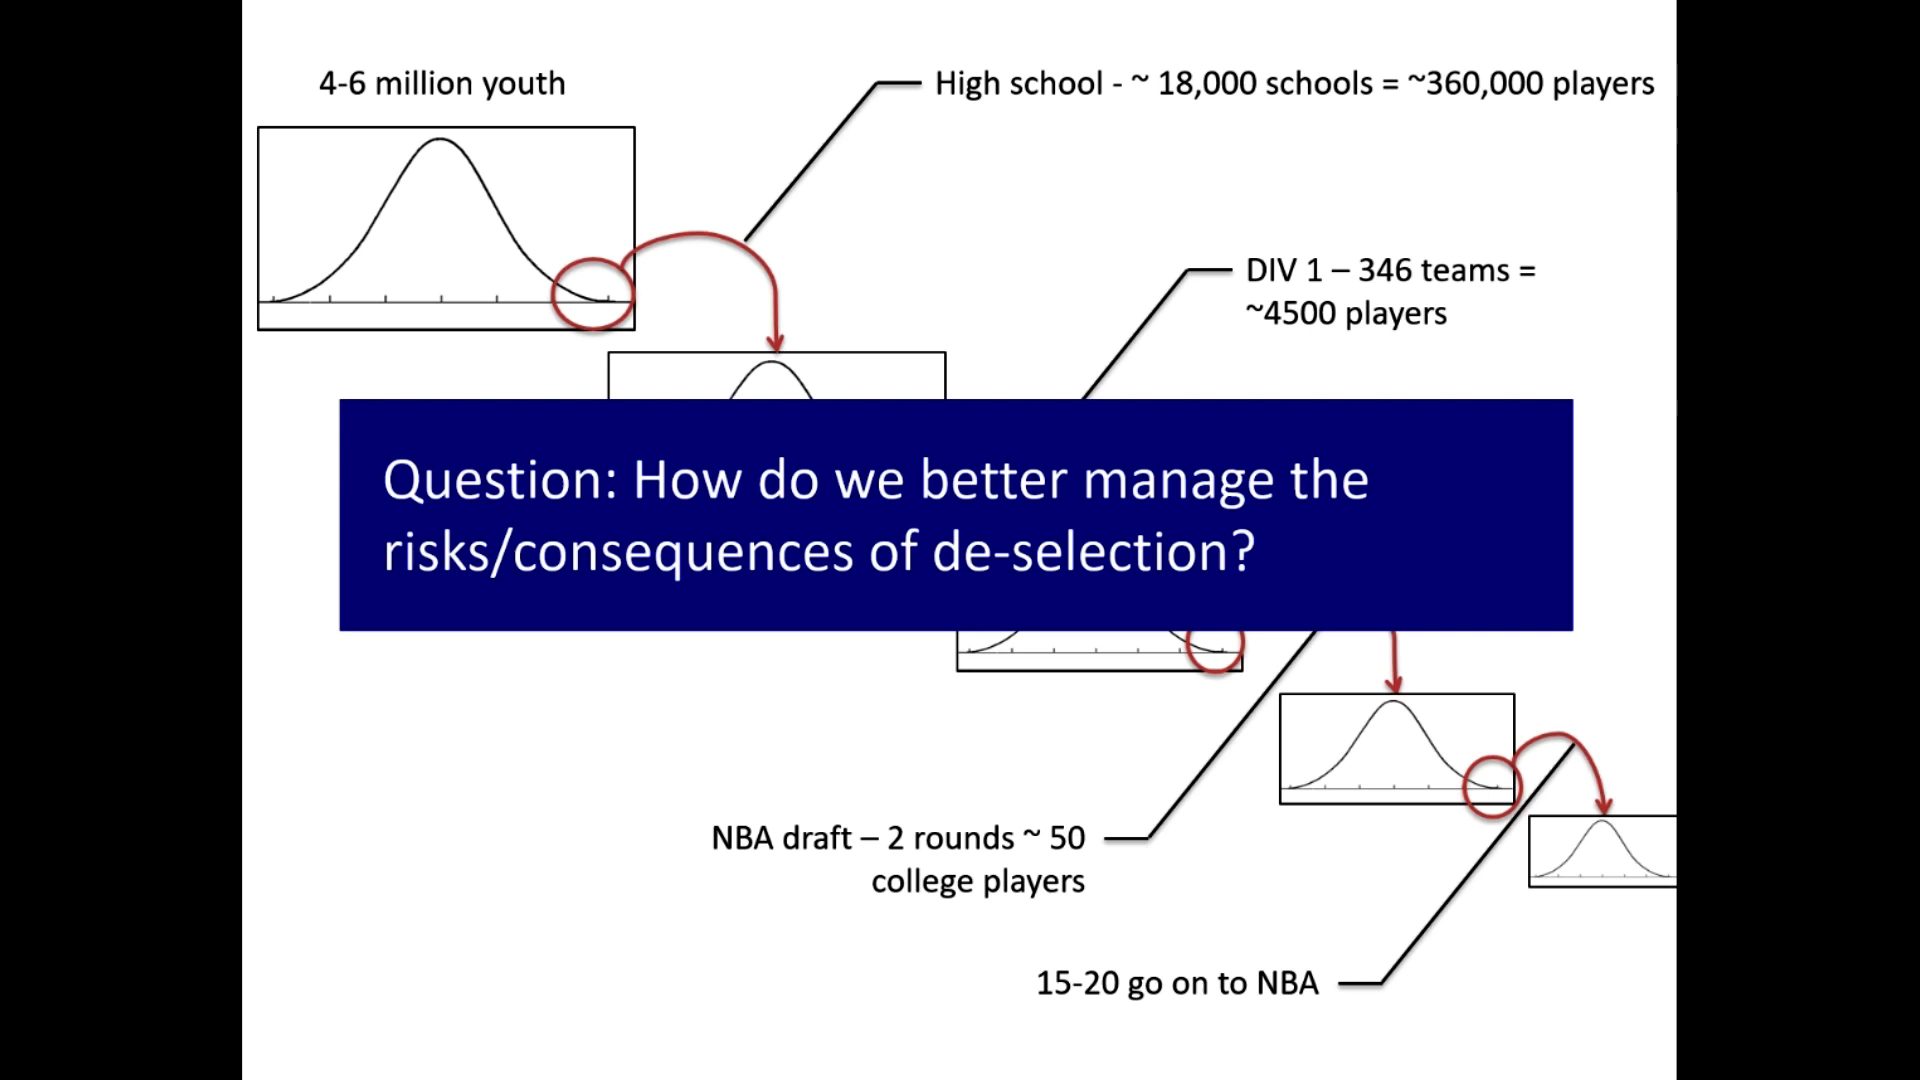 4-6 million youth
High school - ~ 18,000 schools = ~360,000 players
DIV 1 – 346 teams =
~4500 players
Question: How do we better manage the
risks/consequences of de-selection?
NBA draft – 2 rounds ~ 50
college players
15-20 go on to NBA